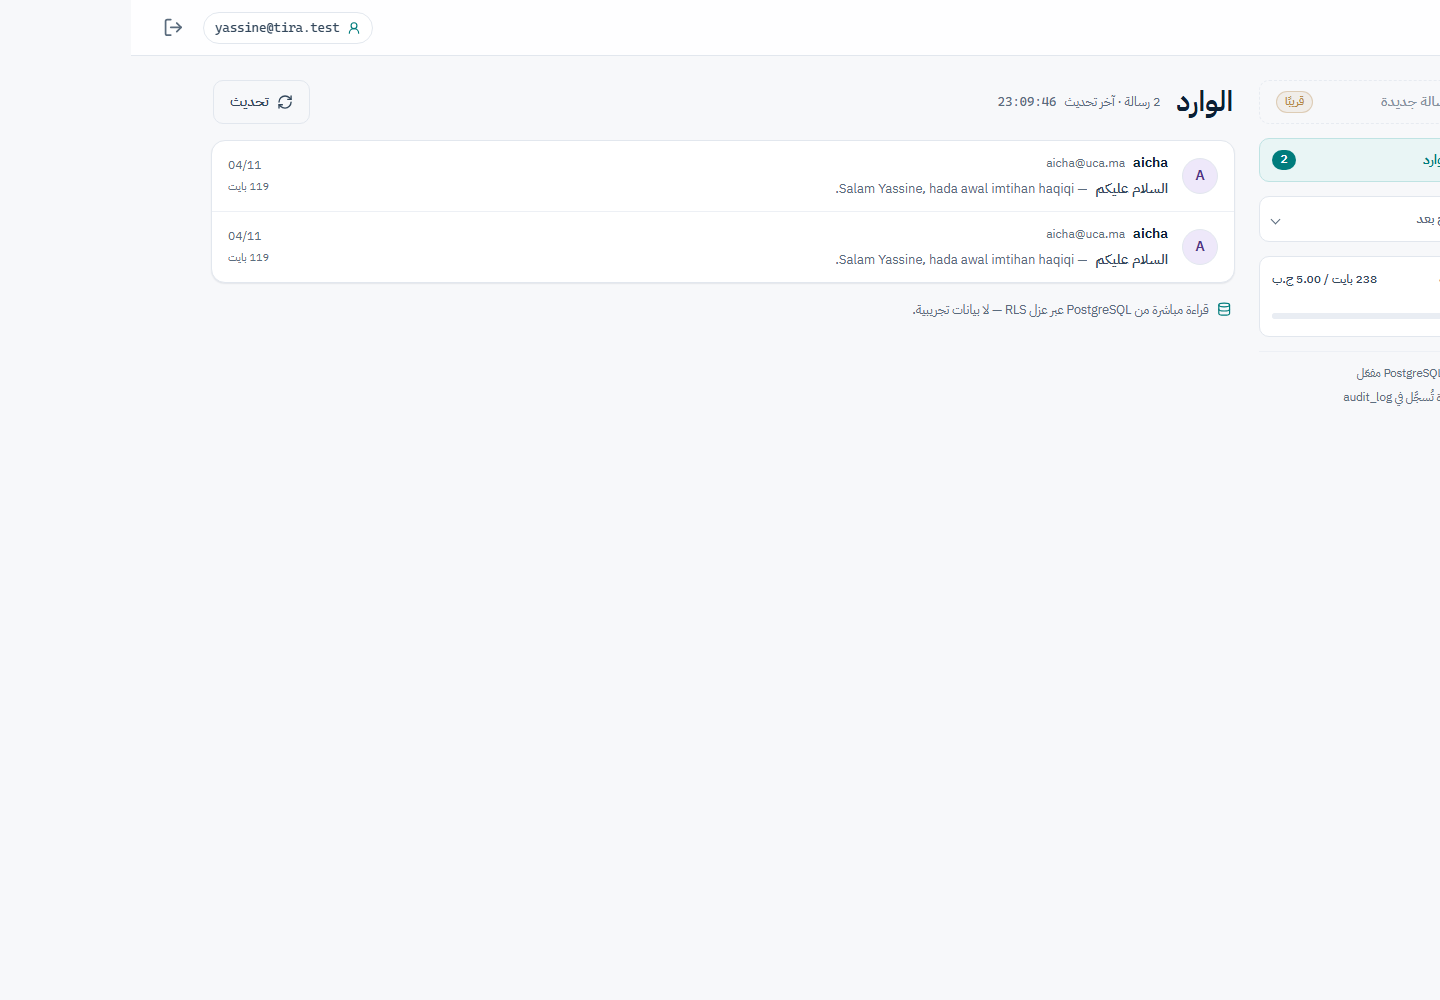 yassine@tira.test
جديدة
قريبًا
2
بعد
238 بايت / 5.00 ج.ب
PostgreSQL مفعّل
تُسجَّل في audit_log
الوارد
2 رسالة · آخر تحديث 23:09:46
تحديث
A
aicha aicha@uca.ma
04/11
السلام عليكم — Salam Yassine, hada awal imtihan haqiqi.
119 بايت
A
aicha aicha@uca.ma
04/11
السلام عليكم — Salam Yassine, hada awal imtihan haqiqi.
119 بايت
قراءة مباشرة من PostgreSQL عبر عزل RLS — لا بيانات تجريبية.